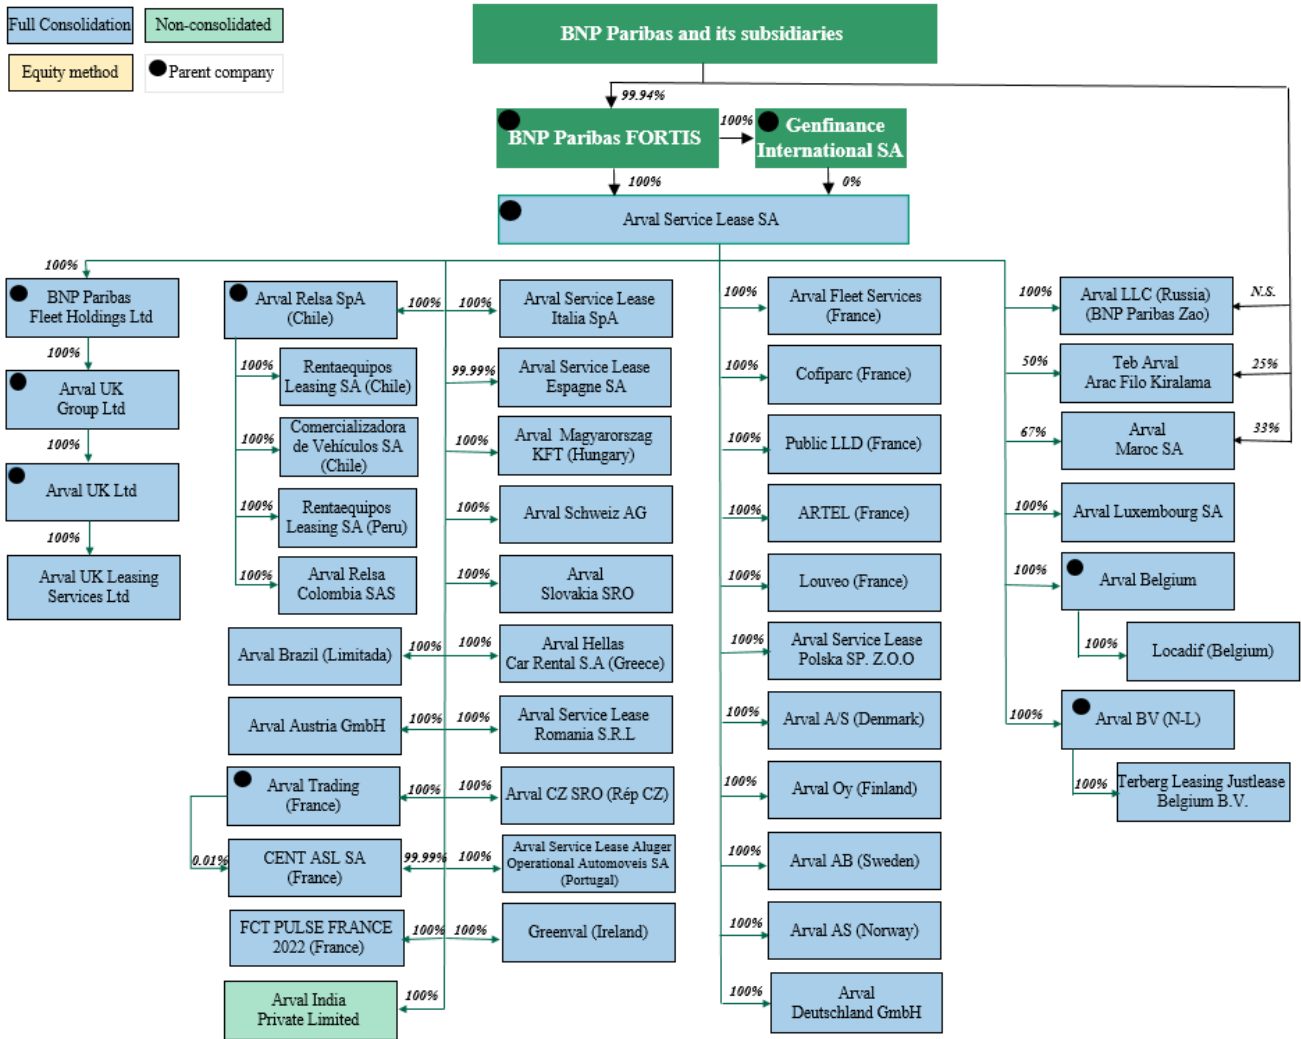 Full Consolidation
Non-consolidated
Equity method
Parent company
BNP Paribas and its subsidiaries
99.94%
BNP Paribas FORTIS
100%
Genfinance
International SA
100%
0%
Arval Service Lease SA
100%
BNP Paribas
Fleet Holdings Ltd
100%
Arval UK
Group Ltd
100%
Arval UK Ltd
100%
Arval UK Leasing
Services Ltd
Arval Relsa SpA
(Chile)
100%
100%
Rentaequipos
Leasing SA (Chile)
100%
Comercializadora
de Vehículos SA
(Chile)
100%
Rentaequipos
Leasing SA (Peru)
100%
Arval Relsa
Colombia SAS
Arval Brazil (Limitada)
100%
Arval Austria GmbH
100%
Arval Trading
(France)
100%
0.01%
CENT ASL SA
(France)
99.99%
FCT PULSE FRANCE
2022 (France)
100%
Arval India
Private Limited
100%
100%
Arval Service Lease
Italia SpA
99.99%
Arval Service Lease
Espagne SA
100%
Arval Magyarorszag
KFT (Hungary)
100%
Arval Schweiz AG
100%
Arval
Slovakia SRO
100%
Arval Hellas
Car Rental S.A (Greece)
100%
Arval Service Lease
Romania S.R.L
100%
Arval CZ SRO (Rép CZ)
100%
Arval Service Lease Aluger
Operational Automoveis SA
(Portugal)
100%
Greenval (Ireland)
100%
Arval Fleet Services
(France)
100%
Cofiparc (France)
100%
Public LLD (France)
100%
ARTEL (France)
100%
Louveo (France)
100%
Arval Service Lease
Polska SP. Z.O.O
100%
Arval A/S (Denmark)
100%
Arval Oy (Finland)
100%
Arval AB (Sweden)
100%
Arval AS (Norway)
100%
Arval
Deutschland GmbH
100%
Arval LLC (Russia)
(BNP Paribas Zao)
N.S.
50%
Teb Arval
Arac Filo Kiralama
25%
67%
Arval
Maroc SA
33%
100%
Arval Luxembourg SA
100%
Arval Belgium
100%
Locadif (Belgium)
100%
Arval BV (N-L)
100%
Terberg Leasing Justlease
Belgium B.V.